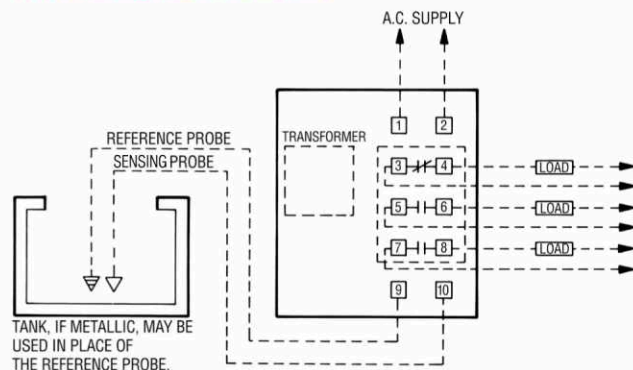 A.C. SUPPLY
1 2
REFERENCE PROBE
TRANSFORMER
SENSING PROBE
3 4 LOAD
5 6 LOAD
7 8 LOAD
9 10
TANK, IF METALLIC, MAY BE
USED IN PLACE OF
THE REFERENCE PROBE.